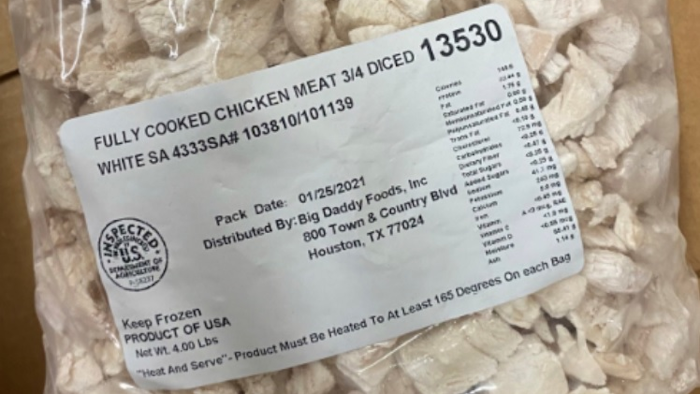 FULLY COOKED CHICKEN MEAT 3/4 DICED 13530
WHITE SA 4333SA# 103810/101139
Pack Date: 01/25/2021
Distributed By:Big Daddy Foods, Inc
800 Town & Country Blvd
Houston, TX 77024
Calories
Protein
Fat
Saturated Fat
Monounsaturated Fat
Polyunsaturated Fat
Trans Fat
Cholesterol
Carbohydrates
Dietary Fiber
Total Sugars
Added Sugars
Sodium
Potassium
Calcium
Iron
Vitamin
Vitamin C
Vitamin D
Moisture
Ash
INSPECTED
U.S.
DEPARTMENT OF
AGRICULTURE
Keep Frozen
PRODUCT OF USA
Net Wt. 4.00 Lbs
"Heat And Serve"- Product Must Be Heated To At Least 165 Degrees On each Bag